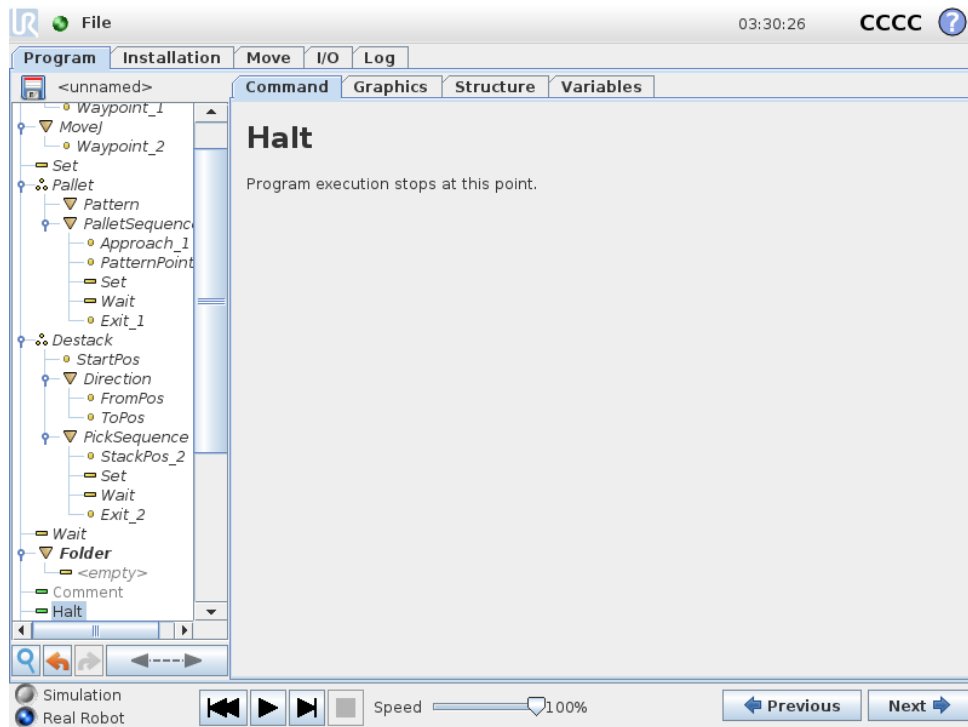 UR File 03:30:26 CCCC ?
Program Installation Move I/O Log
<unnamed>
Command Graphics Structure Variables
Waypoint_1
MoveJ
Waypoint_2
Set
Pallet
Pattern
PalletSequenc
Approach_1
PatternPoint
Set
Wait
Exit_1
Destack
StartPos
Direction
FromPos
ToPos
PickSequence
StackPos_2
Set
Wait
Exit_2
Wait
Folder
<empty>
Comment
Halt
Halt
Program execution stops at this point.
Simulation
Real Robot
Speed 100%
Previous Next